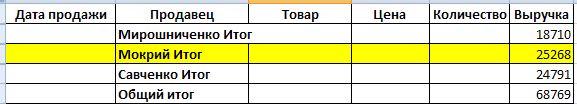 Дата продажи Продавец Товар Цена Количество Выручка
Мирошниченко Итог 18710
Мокрий Итог 25268
Савченко Итог 24791
Общий итог 68769